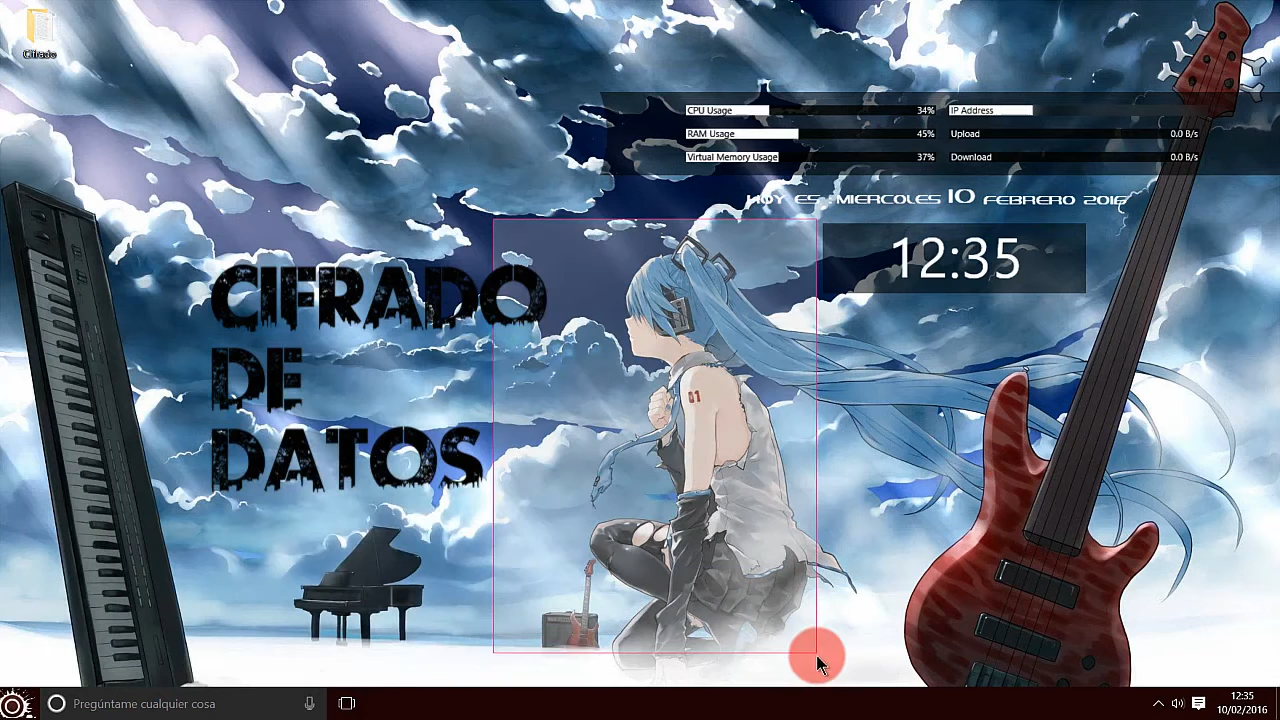 Cifrado
CPU Usage 34% IP Address
RAM Usage 45% Upload 0.0 B/s
Virtual Memory Usage 37% Download 0.0 B/s
HOY ES : MIERCOLES 10 FEBRERO 2016
12:35
CIFRADO
DE
DATOS
01
Pregúntame cualquier cosa
12:35
10/02/2016